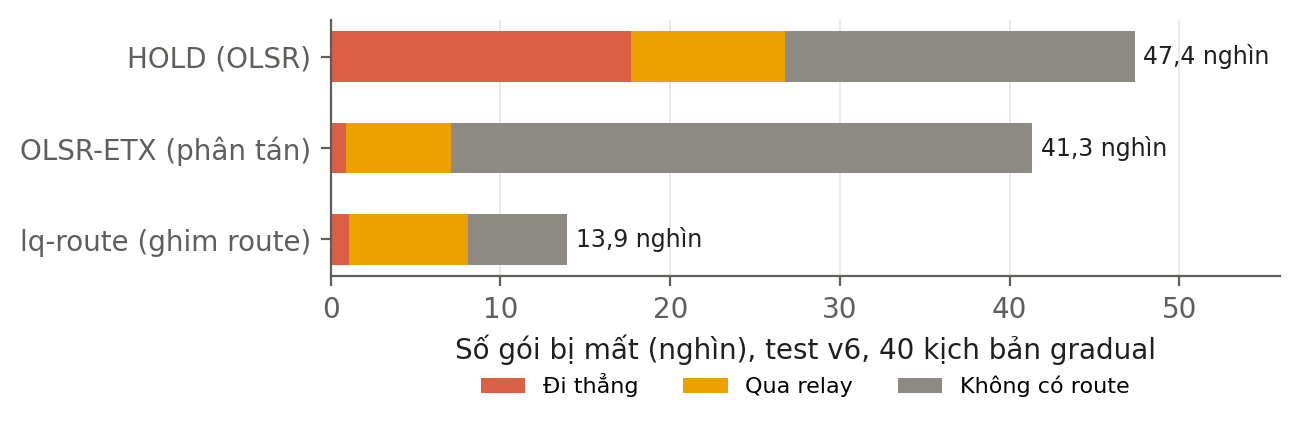 HOLD (OLSR)
47,4 nghìn
OLSR-ETX (phân tán)
41,3 nghìn
lq-route (ghim route)
13,9 nghìn
0 10 20 30 40 50
Số gói bị mất (nghìn), test v6, 40 kịch bản gradual
Đi thẳng Qua relay Không có route